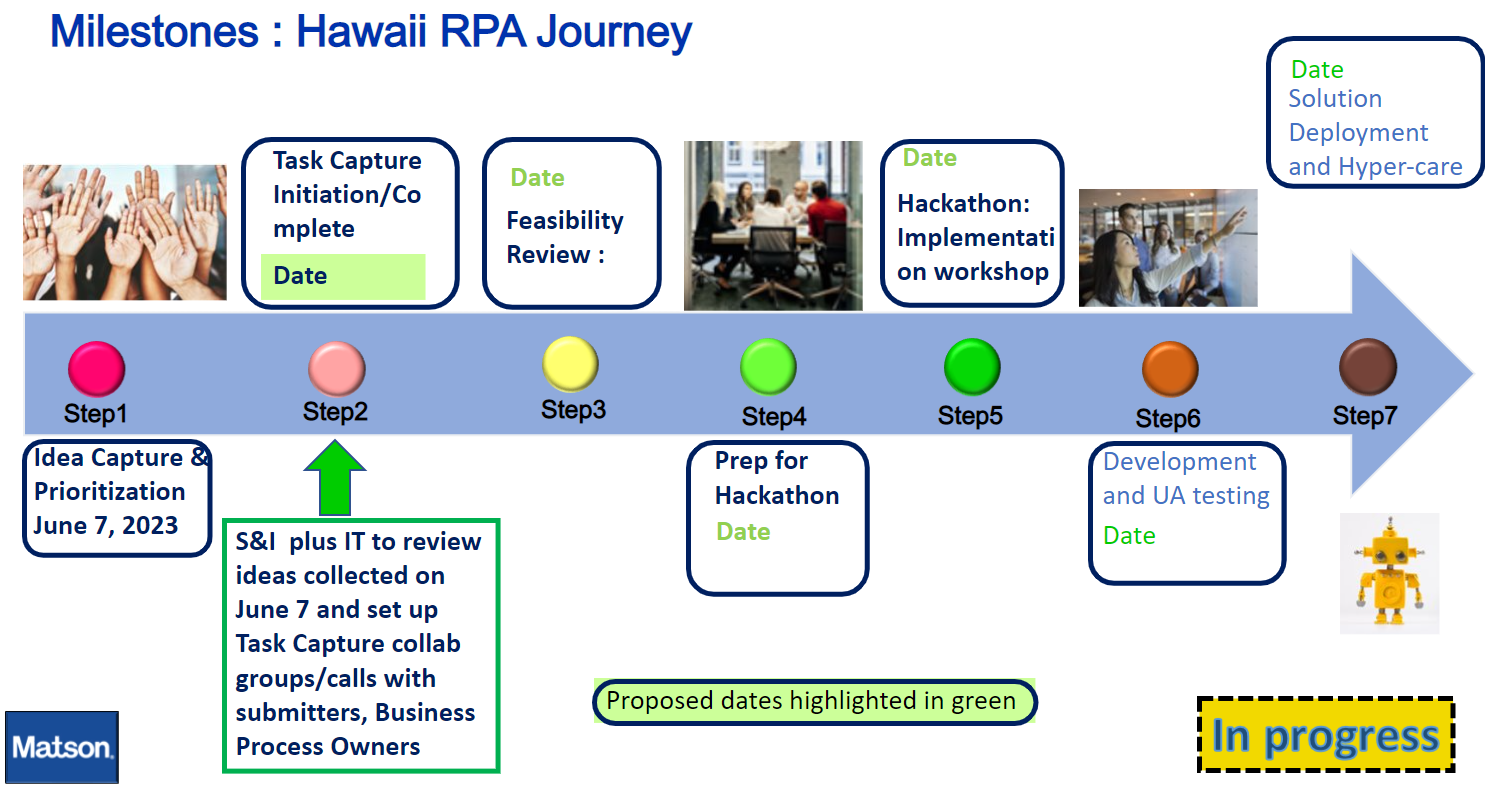 Milestones : Hawaii RPA Journey
Date
Solution
Deployment
and Hyper-care
Task Capture
Initiation/Co
mplete
Date
Date
Feasibility
Review :
Date
Hackathon:
Implementati
on workshop
Step1
Step2
Step3
Step4
Step5
Step6
Step7
Idea Capture &
Prioritization
June 7, 2023
S&I  plus IT to review
ideas collected on
June 7 and set up
Task Capture collab
groups/calls with
submitters, Business
Process Owners
Prep for
Hackathon
Date
Development
and UA testing
Date
Proposed dates highlighted in green
In progress
Matson.